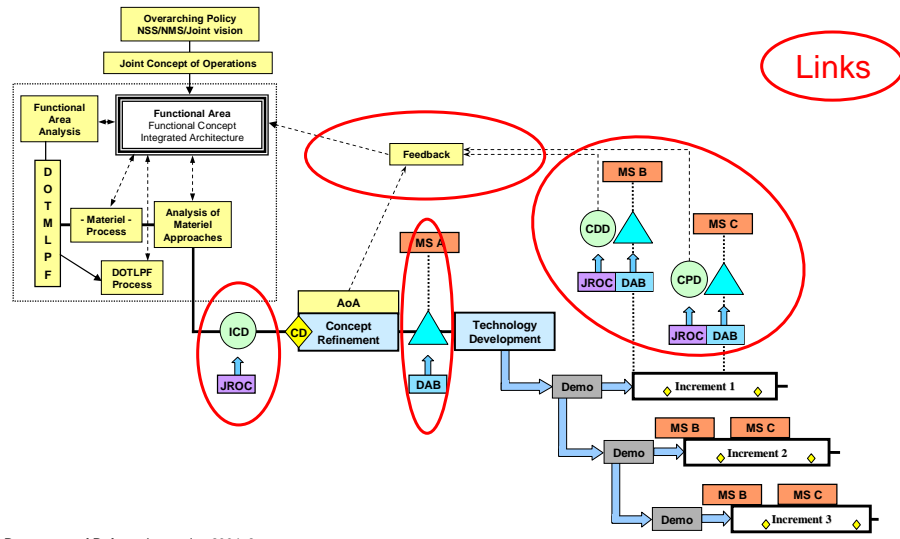 Overarching Policy
NSS/NMS/Joint vision
Joint Concept of Operations
Links
Functional
Area
Analysis
Functional Area
Functional Concept
Integrated Architecture
Feedback
D
O
T
M
L
P
F
- Materiel -
Process
Analysis of
Materiel
Approaches
DOTLPF
Process
MS A
MS B
CDD
JROC
DAB
MS C
CPD
JROC
DAB
ICD
JROC
CD
AoA
Concept
Refinement
DAB
Technology
Development
Demo
Increment 1
MS B
MS C
Demo
Increment 2
MS B
MS C
Demo
Increment 3